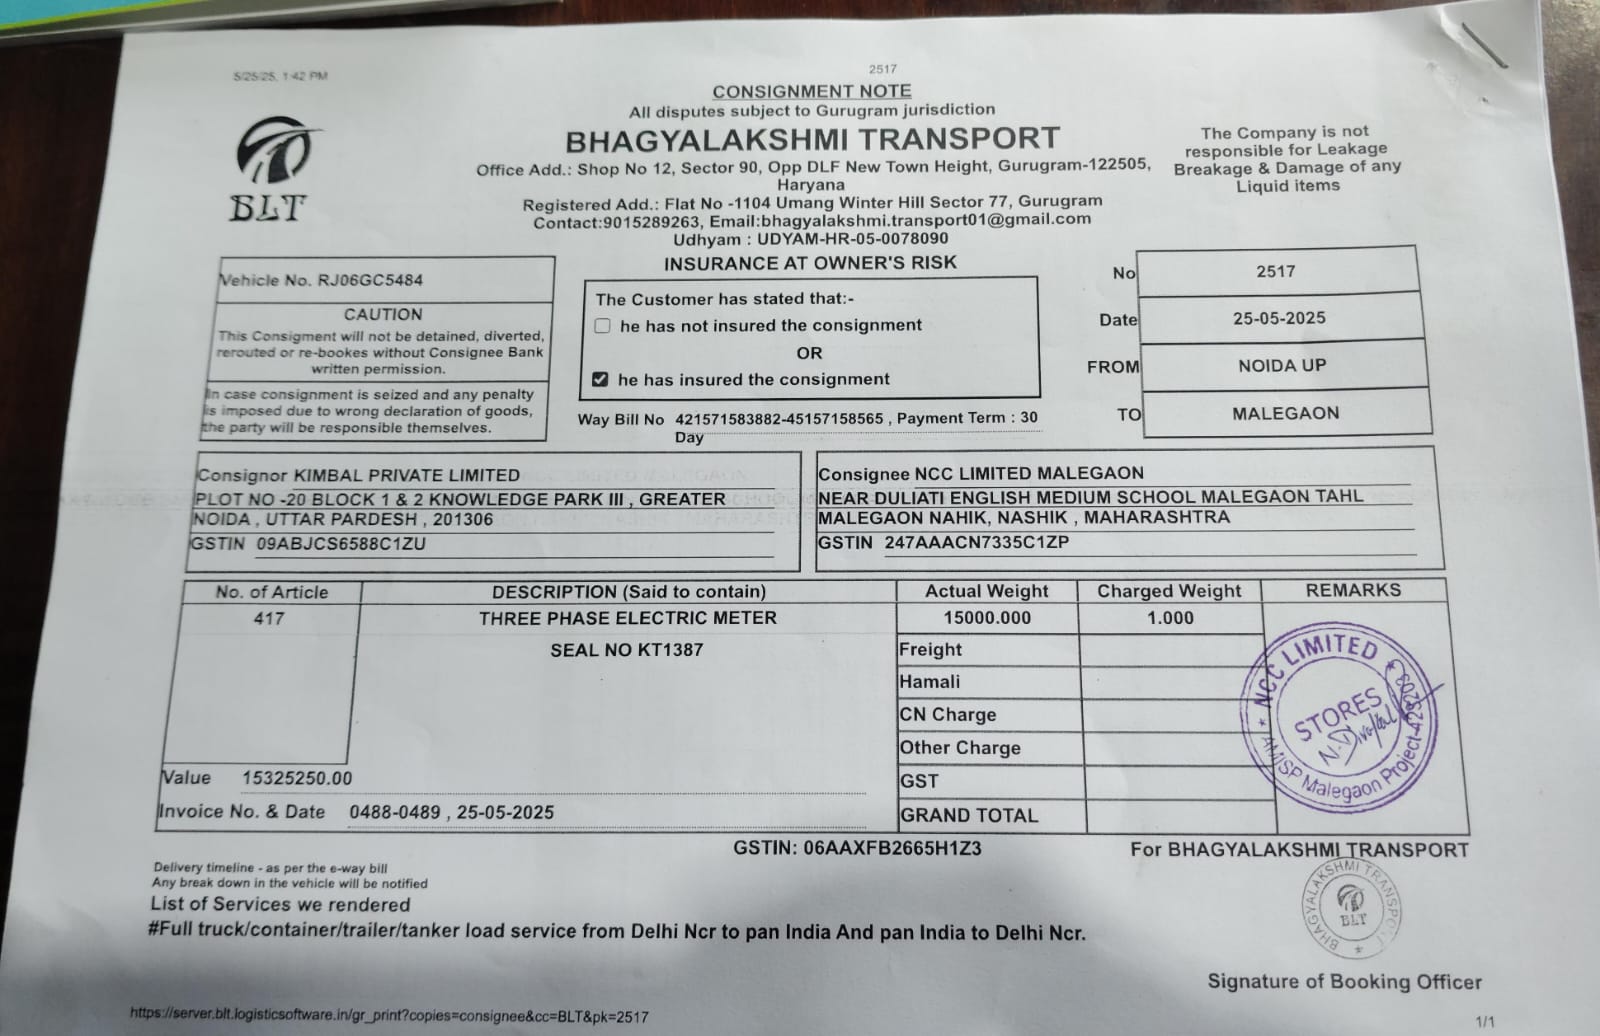 5/25/25, 1:42 PM
2517
CONSIGNMENT NOTE
All disputes subject to Gurugram jurisdiction
BHAGYALAKSHMI TRANSPORT
Office Add.: Shop No 12, Sector 90, Opp DLF New Town Height, Gurugram-122505,
Haryana
Registered Add.: Flat No -1104 Umang Winter Hill Sector 77, Gurugram
Contact:9015289263, Email:bhagyalakshmi.transport01@gmail.com
Udhyam : UDYAM-HR-05-0078090
BLT
The Company is not
responsible for Leakage
Breakage & Damage of any
Liquid items
Vehicle No. RJ06GC5484
CAUTION
This Consigment will not be detained, diverted,
rerouted or re-bookes without Consignee Bank
written permission.
In case consignment is seized and any penalty
is imposed due to wrong declaration of goods,
the party will be responsible themselves.
INSURANCE AT OWNER'S RISK
The Customer has stated that:-
he has not insured the consignment
OR
he has insured the consignment
Way Bill No 421571583882-45157158565 , Payment Term : 30
Day
No 2517
Date 25-05-2025
FROM NOIDA UP
TO MALEGAON
Consignor KIMBAL PRIVATE LIMITED
PLOT NO -20 BLOCK 1 & 2 KNOWLEDGE PARK III , GREATER
NOIDA , UTTAR PARDESH , 201306
GSTIN 09ABJCS6588C1ZU
Consignee NCC LIMITED MALEGAON
NEAR DULIATI ENGLISH MEDIUM SCHOOL MALEGAON TAHL
MALEGAON NAHIK, NASHIK , MAHARASHTRA
GSTIN 247AAACN7335C1ZP
No. of Article DESCRIPTION (Said to contain) Actual Weight Charged Weight REMARKS
417 THREE PHASE ELECTRIC METER 15000.000 1.000
SEAL NO KT1387
Freight
Hamali
CN Charge
Other Charge
GST
GRAND TOTAL
NCC LIMITED
STORES
AMISP Malegaon Project-423203
Value 15325250.00
Invoice No. & Date 0488-0489 , 25-05-2025
GSTIN: 06AAXFB2665H1Z3
For BHAGYALAKSHMI TRANSPORT
BHAGYALAKSHMI TRANSPORT
BLT
Delivery timeline - as per the e-way bill
Any break down in the vehicle will be notified
List of Services we rendered
#Full truck/container/trailer/tanker load service from Delhi Ncr to pan India And pan India to Delhi Ncr.
Signature of Booking Officer
https://server.blt.logisticsoftware.in/gr_print?copies=consignee&cc=BLT&pk=2517
1/1